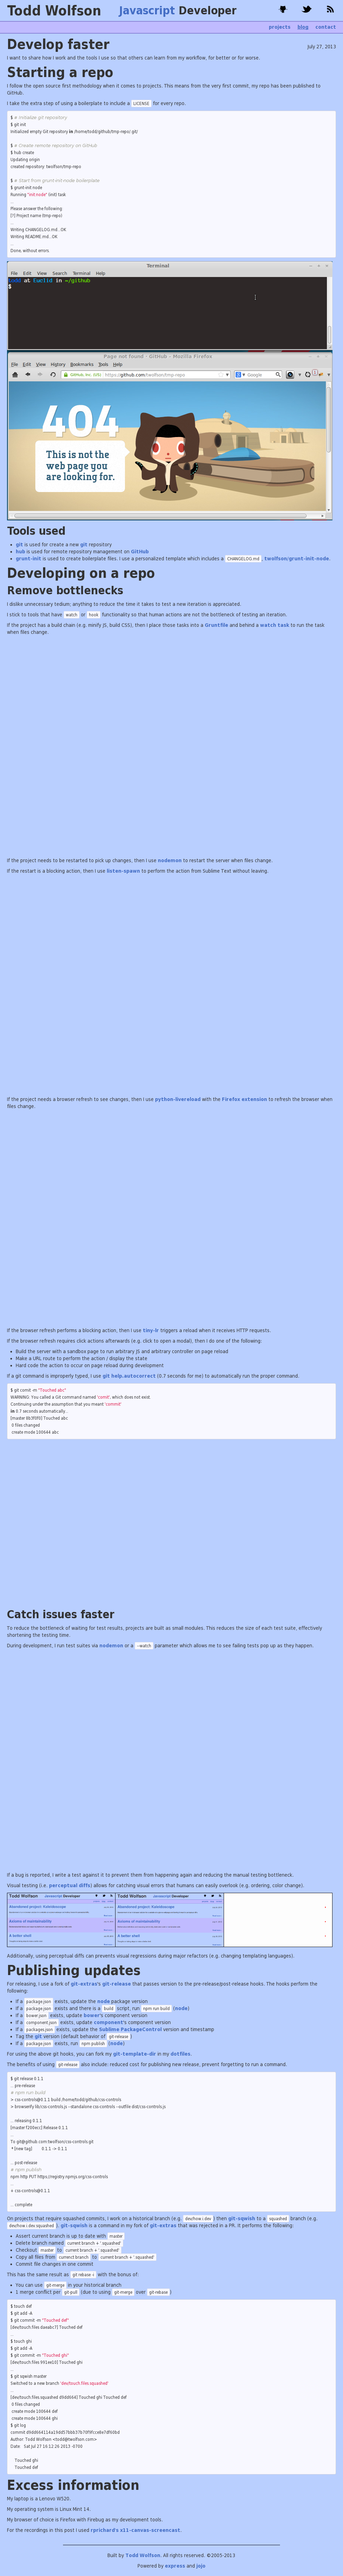 Todd Wolfson
Javascript Developer
projects blog contact
Develop faster
July 27, 2013
I want to share how I work and the tools I use so that others can learn from my workflow, for better or for worse.
Starting a repo
I follow the open source first methodology when it comes to projects. This means from the very first commit, my repo has been published to
GitHub.
I take the extra step of using a boilerplate to include a LICENSE for every repo.
$ # Initialize git repository
$ git init
Initialized empty Git repository in /home/todd/github/tmp-repo/.git/
$ # Create remote repository on GitHub
$ hub create
Updating origin
created repository: twolfson/tmp-repo
$ # Start from grunt-init-node boilerplate
$ grunt-init node
Running "init:node" (init) task
...
Please answer the following:
[?] Project name (tmp-repo)
...
Writing CHANGELOG.md...OK
Writing README.md...OK
...
Done, without errors.
Terminal
File Edit View Search Terminal Help
todd at Euclid in ~/github
$
Page not found · GitHub - Mozilla Firefox
File Edit View History Bookmarks Tools Help
GitHub, Inc. (US) https://github.com/twolfson/tmp-repo
Google
404
This is not the
web page you
are looking for.
Tools used
git is used for create a new git repository
hub is used for remote repository management on GitHub
grunt-init is used to create boilerplate files. I use a personalized template which includes a CHANGELOG.md, twolfson/grunt-init-node.
Developing on a repo
Remove bottlenecks
I dislike unnecessary tedium; anything to reduce the time it takes to test a new iteration is appreciated.
I stick to tools that have watch or hook functionality so that human actions are not the bottleneck of testing an iteration.
If the project has a build chain (e.g. minify JS, build CSS), then I place those tasks into a Gruntfile and behind a watch task to run the task
when files change.
If the project needs to be restarted to pick up changes, then I use nodemon to restart the server when files change.
If the restart is a blocking action, then I use listen-spawn to perform the action from Sublime Text without leaving.
If the project needs a browser refresh to see changes, then I use python-livereload with the Firefox extension to refresh the browser when
files change.
If the browser refresh performs a blocking action, then I use tiny-lr triggers a reload when it receives HTTP requests.
If the browser refresh requires click actions afterwards (e.g. click to open a modal), then I do one of the following:
Build the server with a sandbox page to run arbitrary JS and arbitrary controller on page reload
Make a URL route to perform the action / display the state
Hard code the action to occur on page reload during development
If a git command is improperly typed, I use git help.autocorrect (0.7 seconds for me) to automatically run the proper command.
$ git comit -m "Touched abc"
WARNING: You called a Git command named 'comit', which does not exist.
Continuing under the assumption that you meant 'commit'
in 0.7 seconds automatically...
0 files changed
create mode 100644 abc
Catch issues faster
To reduce the bottleneck of waiting for test results, projects are built as small modules. This reduces the size of each test suite, effectively
shortening the testing time.
During development, I run test suites via nodemon or a --watch parameter which allows me to see failing tests pop up as they happen.
If a bug is reported, I write a test against it to prevent them from happening again and reducing the manual testing bottleneck.
Visual testing (i.e. perceptual diffs) allows for catching visual errors that humans can easily overlook (e.g. ordering, color change).
Todd Wolfson Javascript Developer Todd Wolfson Javascript Developer
Abandoned project: Kaleidoscope Abandoned project: Kaleidoscope
Axioms of maintainability Axioms of maintainability
A better shell A better shell
Additionally, using perceptual diffs can prevent visual regressions during major refactors (e.g. changing templating languages).
Publishing updates
For releasing, I use a fork of git-extras's git-release that passes version to the pre-release/post-release hooks. The hooks perform the
following:
If a package.json exists, update the node package version
If a package.json exists and there is a build script, run npm run build (node)
If a bower.json exists, update bower's component version
If a component.json exists, update component's component version
If a packages.json exists, update the Sublime PackageControl version and timestamp
Tag the git version (default behavior of git-release)
If a package.json exists, run npm publish (node)
For using the above git hooks, you can fork my git-template-dir in my dotfiles.
The benefits of using git-release also include: reduced cost for publishing new release, prevent forgetting to run a command.
$ git release 0.1.1
... pre-release
# npm run build
> css-controls@0.1.1 build /home/todd/github/css-controls
> browserify lib/css-controls.js --standalone css-controls --outfile dist/css-controls.js
... releasing 0.1.1
[master f200ecc] Release 0.1.1
...
To git@github.com:twolfson/css-controls.git
* [new tag] 0.1.1 -> 0.1.1
... post-release
# npm publish
npm http PUT https://registry.npmjs.org/css-controls
...
+ css-controls@0.1.1
... complete
On projects that require squashed commits, I work on a historical branch (e.g. dev/how.i.dev) then git-sqwish to a squashed branch (e.g.
dev/how.i.dev.squashed). git-sqwish is a command in my fork of git-extras that was rejected in a PR. It performs the following:
Assert current branch is up to date with master
Delete branch named current branch + '.squashed'
Checkout master to current branch + '.squashed'
Copy all files from current branch to current branch + '.squashed'
Commit file changes in one commit
This has the same result as git rebase -i with the bonus of:
You can use git-merge in your historical branch
1 merge conflict per git-pull (due to using git-merge over git-rebase)
$ touch def
$ git add -A
$ git commit -m "Touched def"
...
$ touch ghi
$ git add -A
$ git commit -m "Touched ghi"
...
$ git sqwish master
Switched to a new branch 'dev/touch.files.squashed'
...
0 files changed
create mode 100644 def
create mode 100644 ghi
$ git log
Author: Todd Wolfson <todd@twolfson.com>
Date: Sat Jul 27 16:12:26 2013 -0700
Touched ghi
Touched def
Excess information
My laptop is a Lenovo W520.
My operating system is Linux Mint 14.
My browser of choice is Firefox with Firebug as my development tools.
For the recordings in this post I used rprichard's x11-canvas-screencast.
Built by Todd Wolfson. All rights reserved. ©2005-2013
Powered by express and jojo